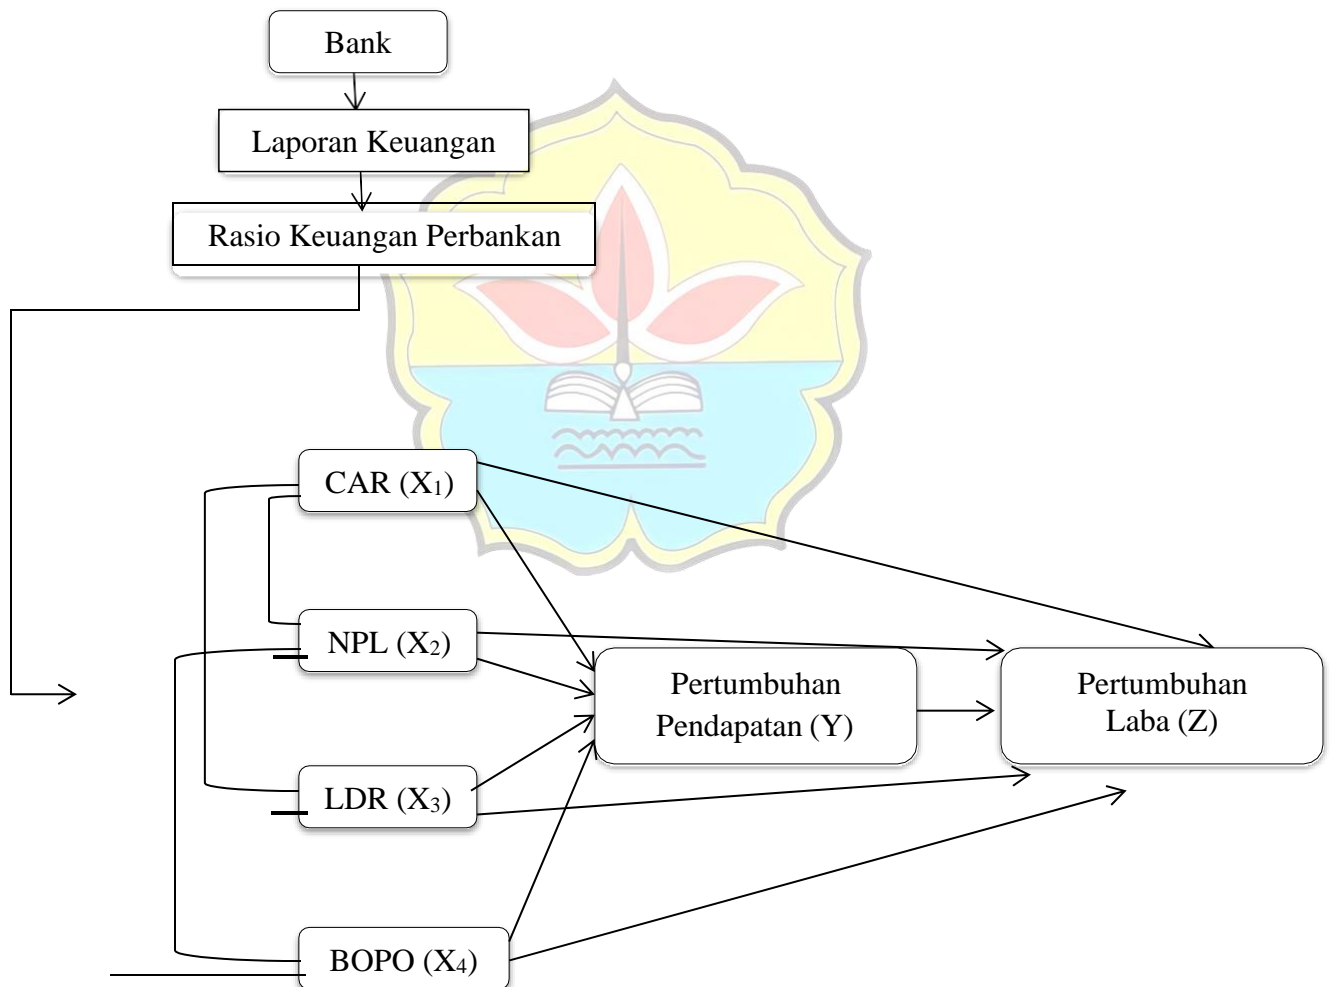 Bank
Laporan Keuangan
Rasio Keuangan Perbankan
CAR (X₁)
NPL (X₂)
Pertumbuhan
Pendapatan (Y)
Pertumbuhan
Laba (Z)
LDR (X₃)
BOPO (X₄)